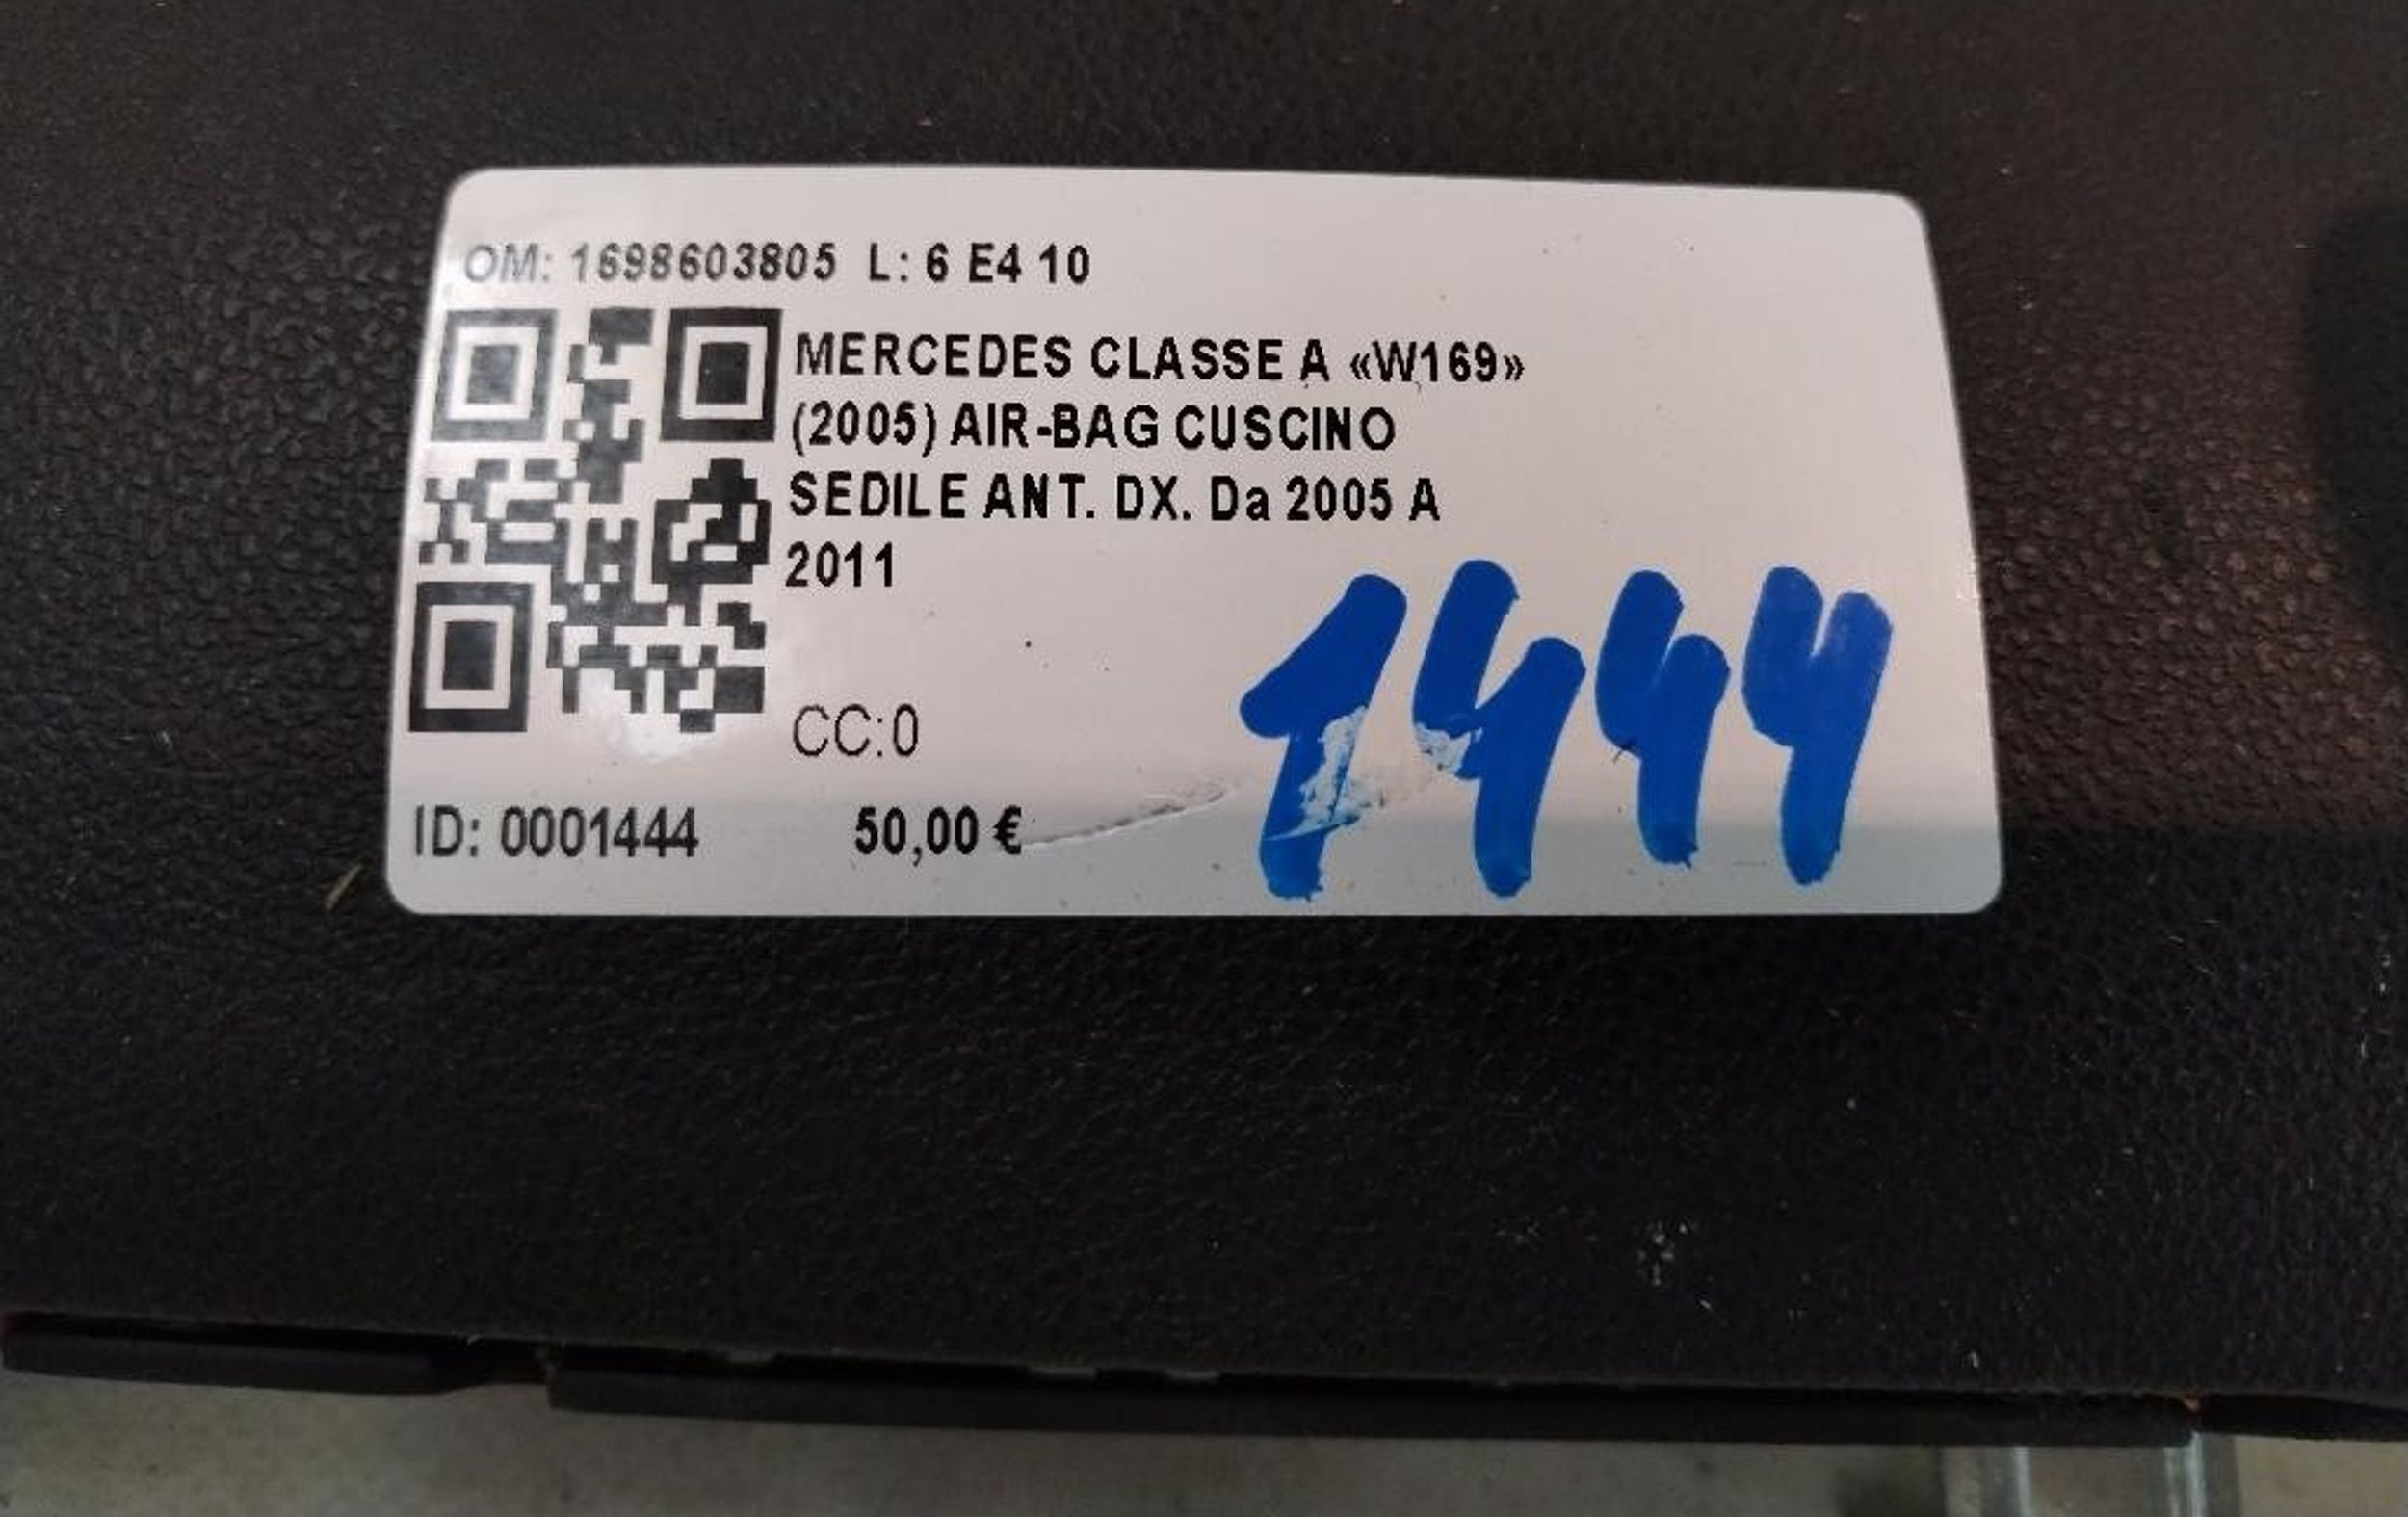 OM: 1698603805 L: 6 E4 10
MERCEDES CLASSE A «W169»
(2005) AIR-BAG CUSCINO
SEDILE ANT. DX. Da 2005 A
2011
CC:0
1444
ID: 0001444 50,00 €